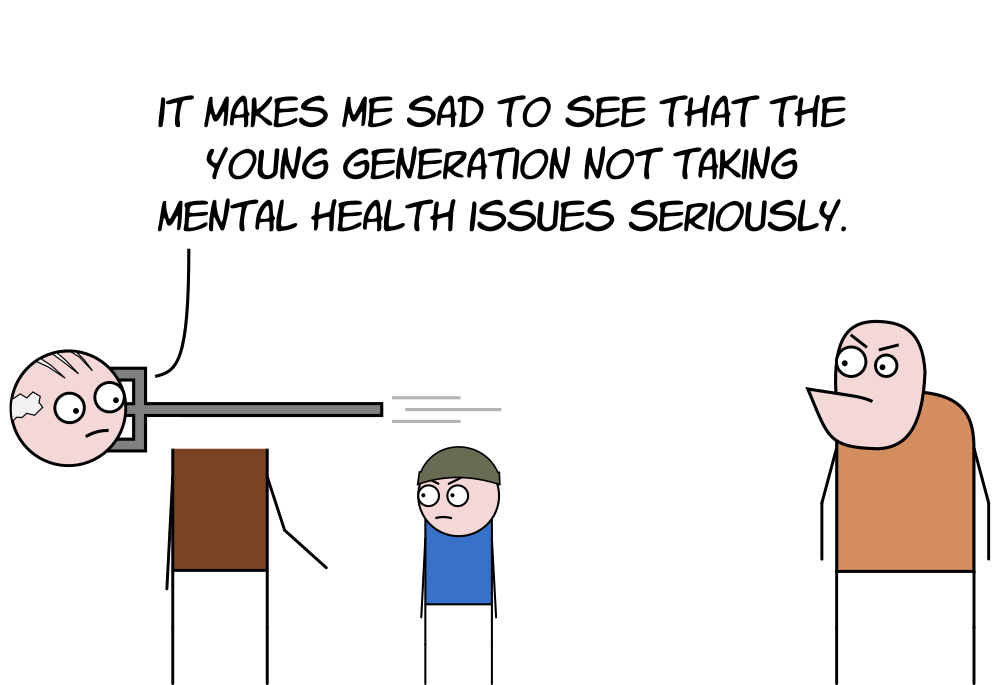 IT MAKES ME SAD TO SEE THAT THE
YOUNG GENERATION NOT TAKING
MENTAL HEALTH ISSUES SERIOUSLY.